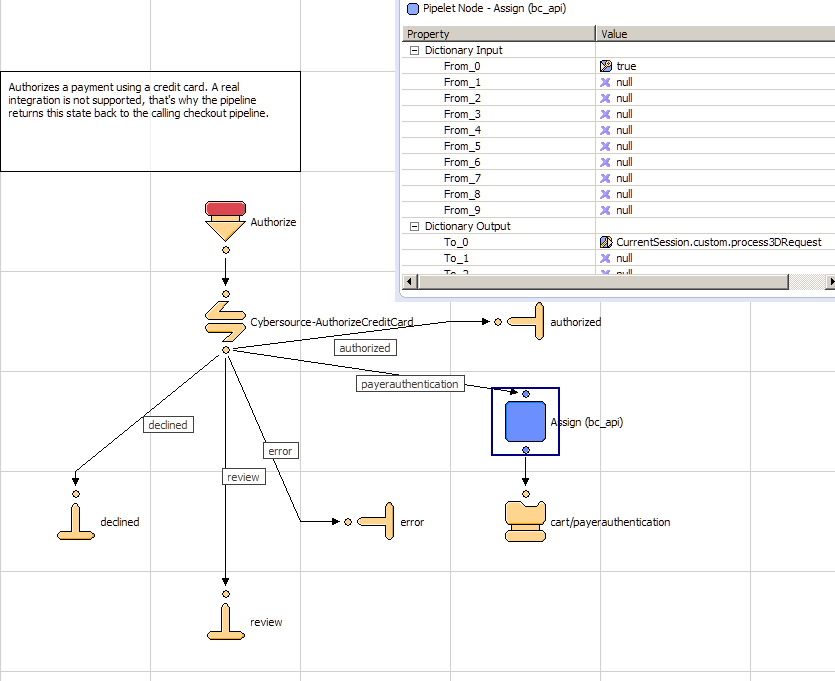 Pipelet Node - Assign (bc_api)
Property Value
Dictionary Input
From_0 true
From_1 null
From_2 null
From_3 null
From_4 null
From_5 null
From_6 null
From_7 null
From_8 null
From_9 null
Dictionary Output
To_0 CurrentSession.custom.process3DRequest
To_1 null
To_2 null
Authorizes a payment using a credit card. A real
integration is not supported, that's why the pipeline
returns this state back to the calling checkout pipeline.
Authorize
Cybersource-AuthorizeCreditCard
authorized
authorized
payerauthentication
Assign (bc_api)
declined
error
review
declined
error
cart/payerauthentication
review